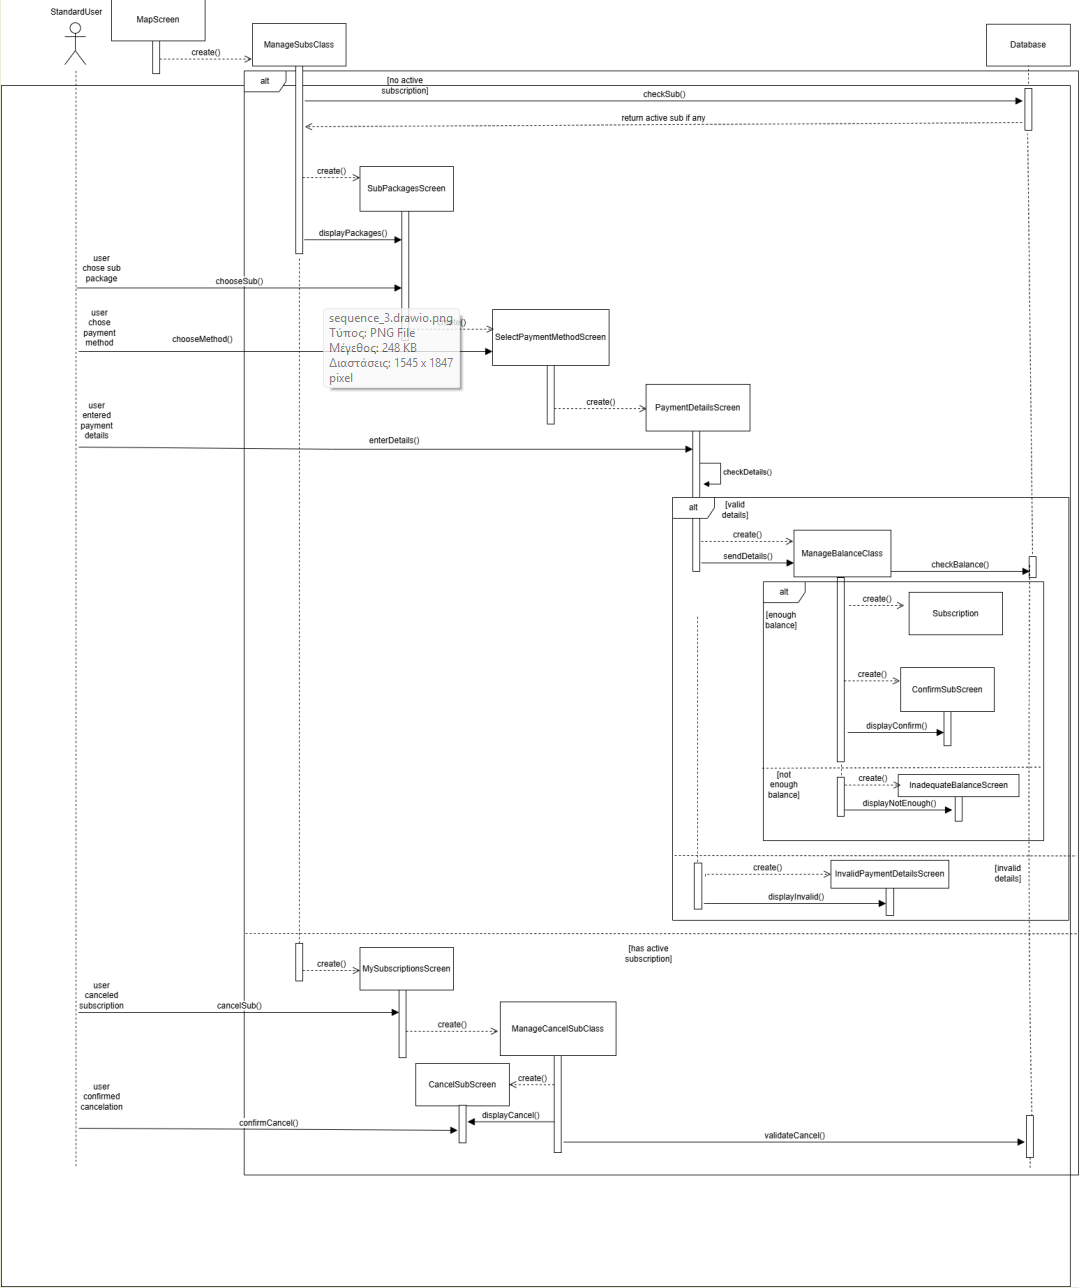 StandardUser
MapScreen
create()
ManageSubsClass
Database
alt
[no active
subscription]
checkSub()
return active sub if any
create()
SubPackagesScreen
displayPackages()
user
chose sub
package
chooseSub()
user
chose
payment
method
chooseMethod()
sequence_3.drawio.png
Τύπος: PNG File
Μέγεθος: 248 KB
Διαστάσεις: 1545 x 1847
pixel
SelectPaymentMethodScreen
create()
PaymentDetailsScreen
user
entered
payment
details
enterDetails()
checkDetails()
alt
[valid
details]
create()
sendDetails()
ManageBalanceClass
checkBalance()
alt
[enough
balance]
create()
Subscription
create()
ConfirmSubScreen
displayConfirm()
[not
enough
balance]
create()
InadequateBalanceScreen
displayNotEnough()
create()
InvalidPaymentDetailsScreen
[invalid
details]
displayInvalid()
[has active
subscription]
create()
MySubscriptionsScreen
user
canceled
subscription
cancelSub()
create()
ManageCancelSubClass
CancelSubScreen
create()
user
confirmed
cancelation
displayCancel()
confirmCancel()
validateCancel()